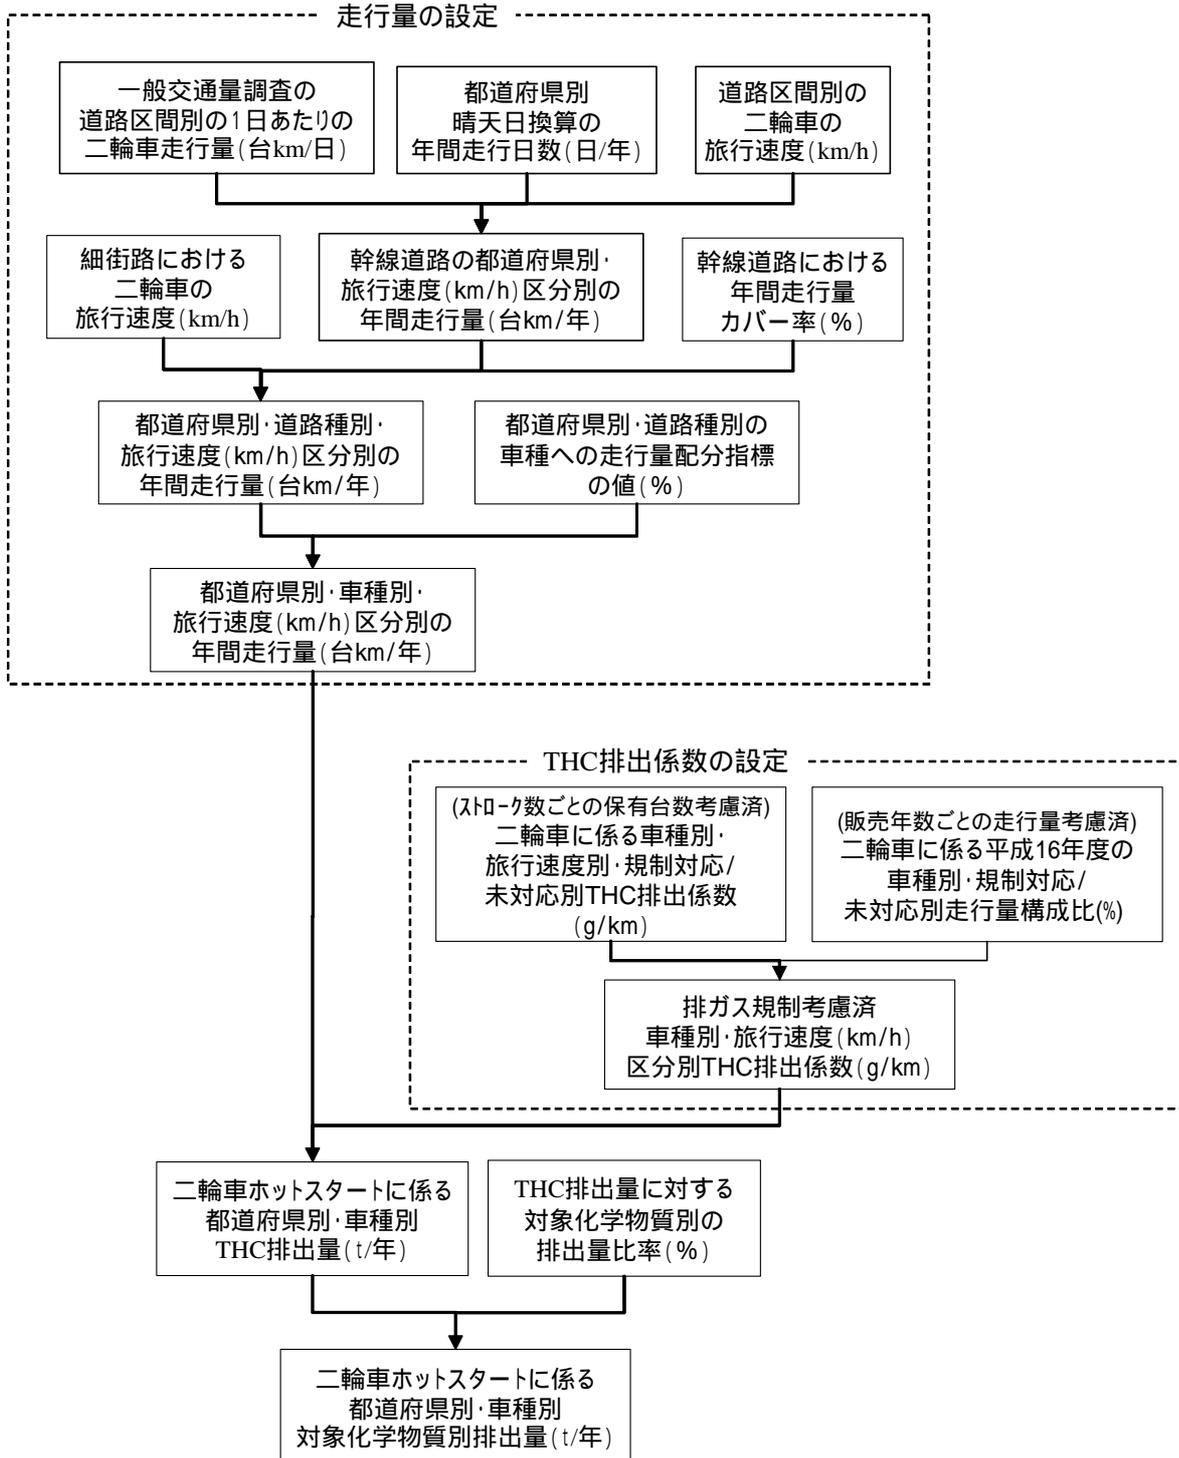 走行量の設定
一般交通量調査の
道路区間別の1日あたりの
二輪車走行量(台km/日)
都道府県別
晴天日換算の
年間走行日数(日/年)
道路区間別の
二輪車の
旅行速度(km/h)
細街路における
二輪車の
旅行速度(km/h)
幹線道路の都道府県別・
旅行速度(km/h)区分別の
年間走行量(台km/年)
幹線道路における
年間走行量
カバー率(%)
都道府県別・道路種別・
旅行速度(km/h)区分別の
年間走行量(台km/年)
都道府県別・道路種別の
車種への走行量配分指標
の値(%)
都道府県別・車種別・
旅行速度(km/h)区分別の
年間走行量(台km/年)
THC排出係数の設定
(ストローク数ごとの保有台数考慮済)
二輪車に係る車種別・
旅行速度別・規制対応/
未対応別THC排出係数
(g/km)
(販売年数ごとの走行量考慮済)
二輪車に係る平成16年度の
車種別・規制対応/
未対応別走行量構成比(%)
排ガス規制考慮済
車種別・旅行速度(km/h)
区分別THC排出係数(g/km)
二輪車ホットスタートに係る
都道府県別・車種別
THC排出量(t/年)
THC排出量に対する
対象化学物質別の
排出量比率(%)
二輪車ホットスタートに係る
都道府県別・車種別
対象化学物質別排出量(t/年)